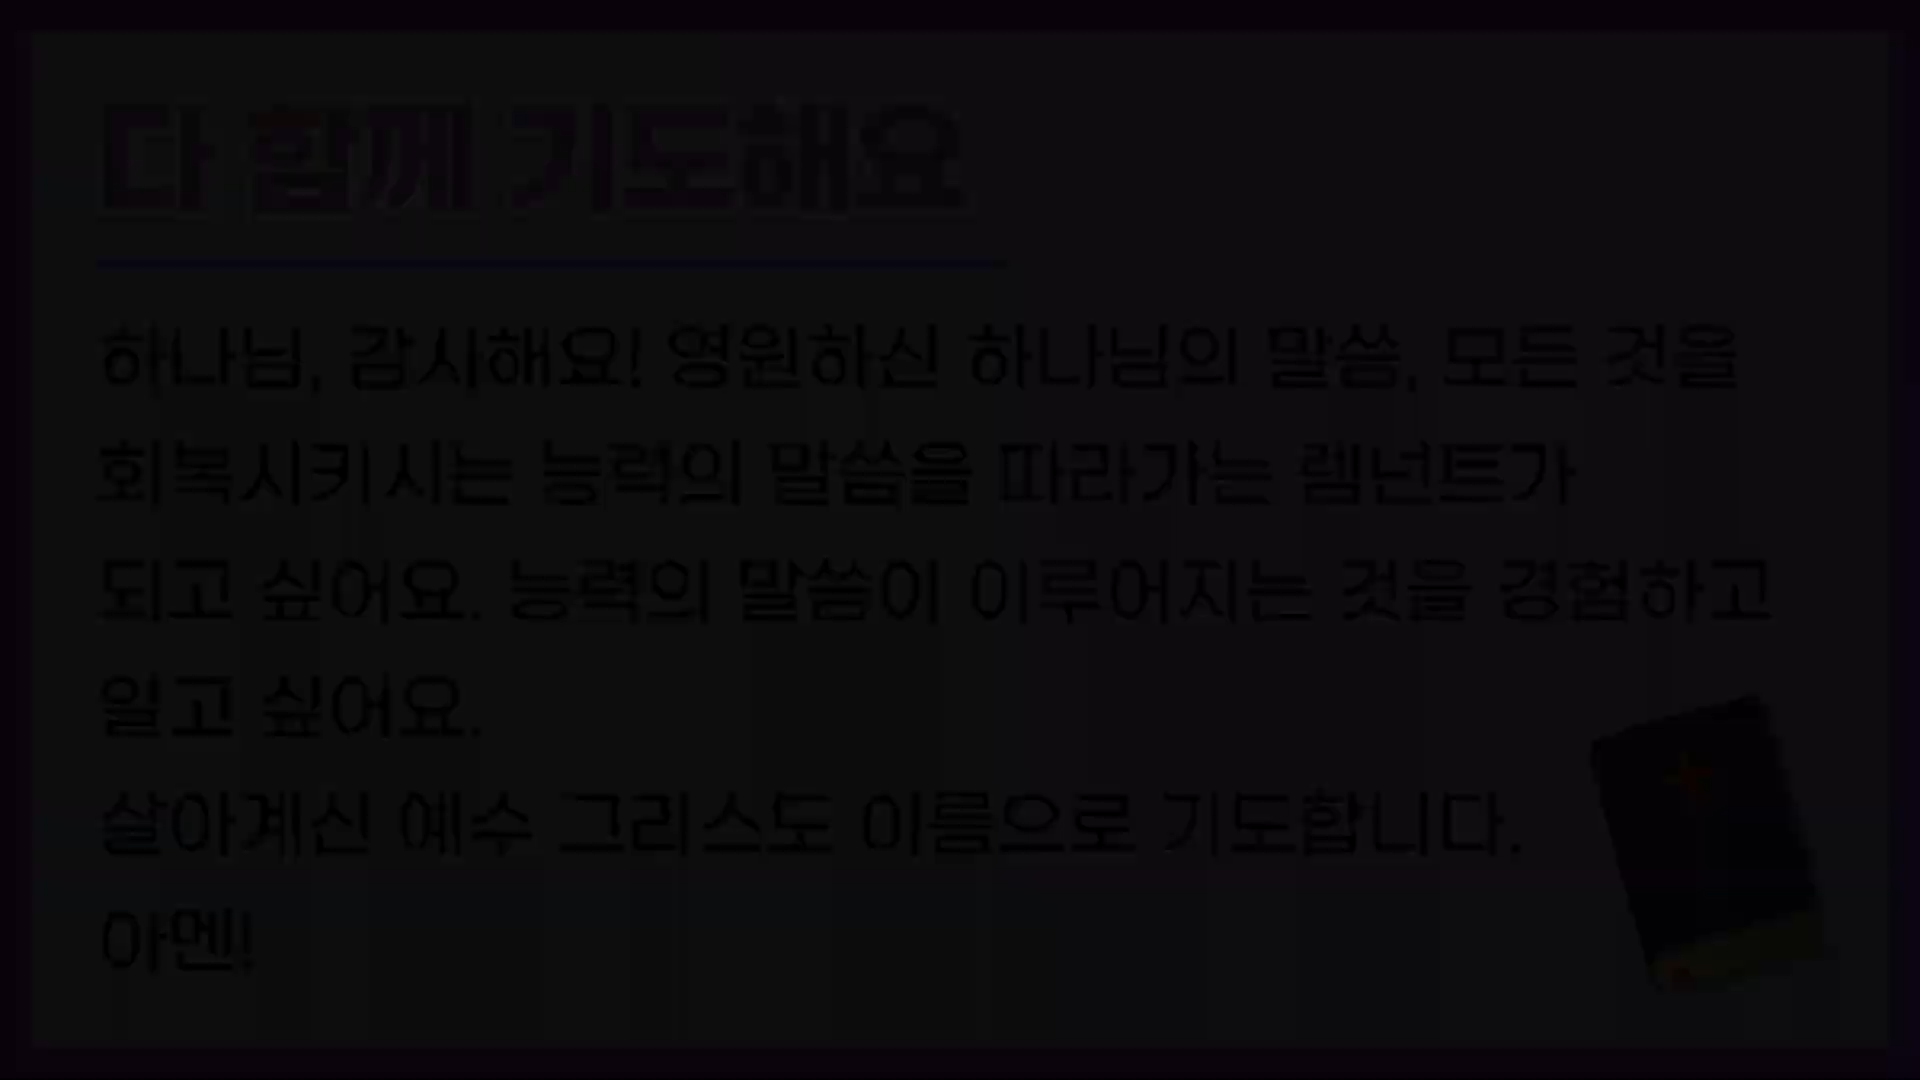 다 함께 기도해요
하나님, 감사해요! 영원하신 하나님의 말씀, 모든 것을
회복시키시는 능력의 말씀을 따라가는 렘넌트가
되고 싶어요. 능력의 말씀이 이루어지는 것을 경험하고
알고 싶어요.
살아계신 예수 그리스도 이름으로 기도합니다.
아멘!